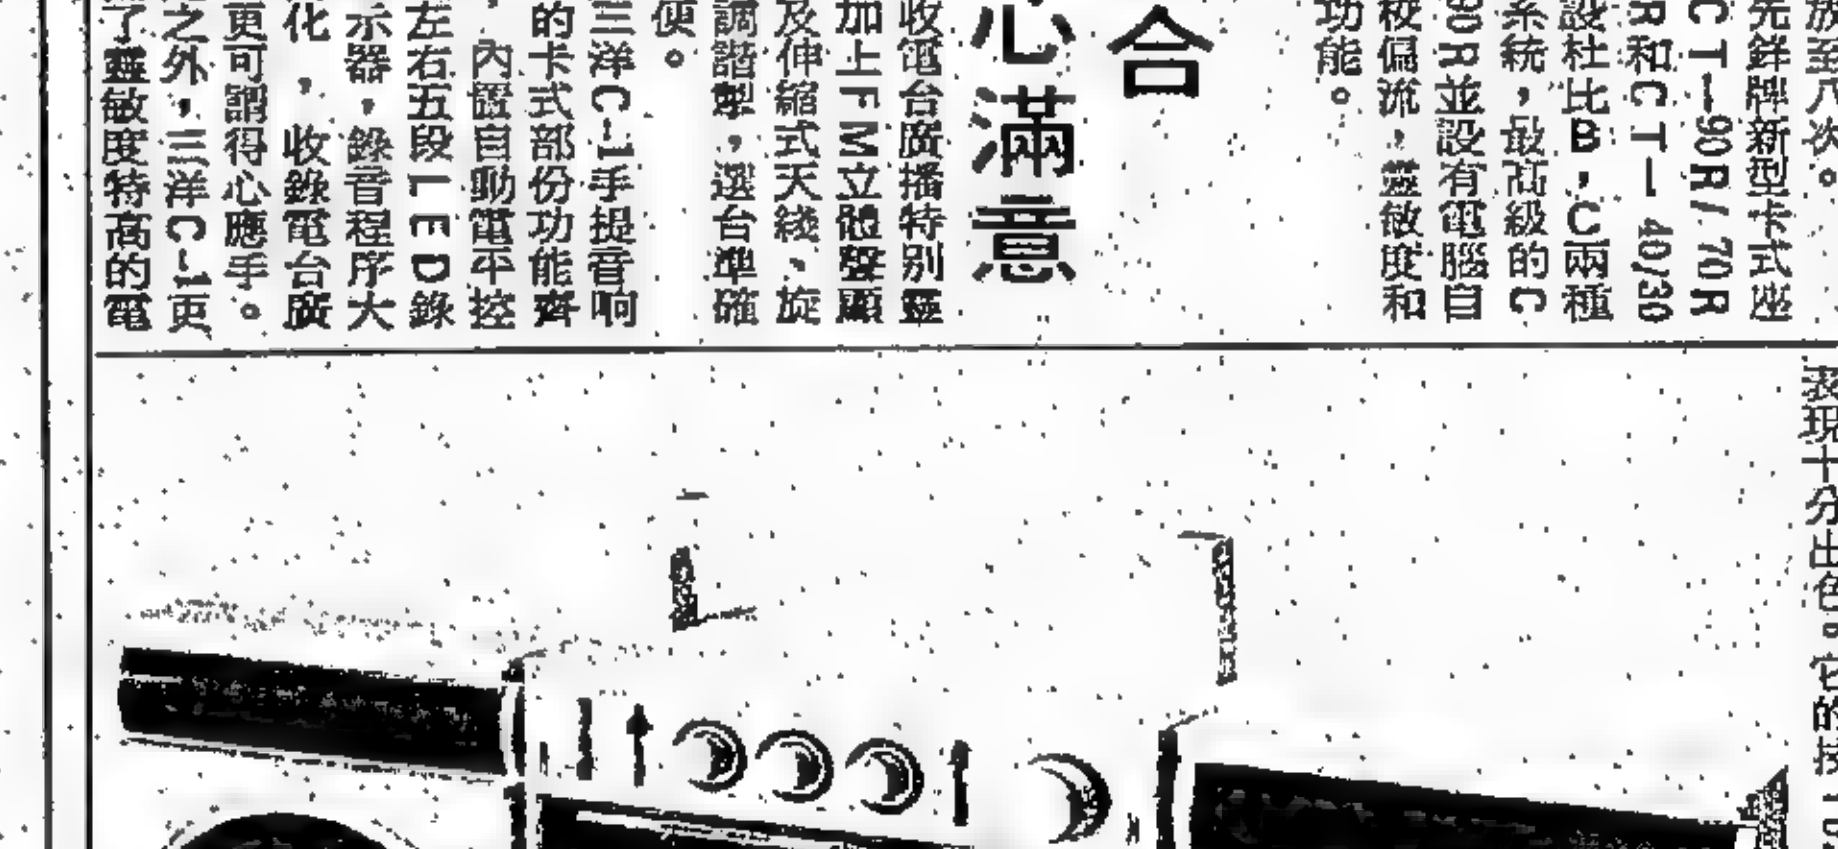 放至八次。
先鋒牌新型卡式座
CT—90R/70R
R和CT—40/30
設杜比B,C兩種
系統,最高級的C
90R並設有電腦自
校偏流,靈敏度和
功能。
合
心滿意
收電台廣播特別靈
加上FM立體聲顯
及伸縮式天綫、旋
調諧掣,選台準確
便。
三洋C-1手提音响
的卡式部份功能齊
,內置自動電平控
左右五段LED錄
示器,錄音程序大
化,收錄電台廣
更可謂得心應手。
之外,三洋C-1更
了靈敏度特高的電
表現十分出色。它的技